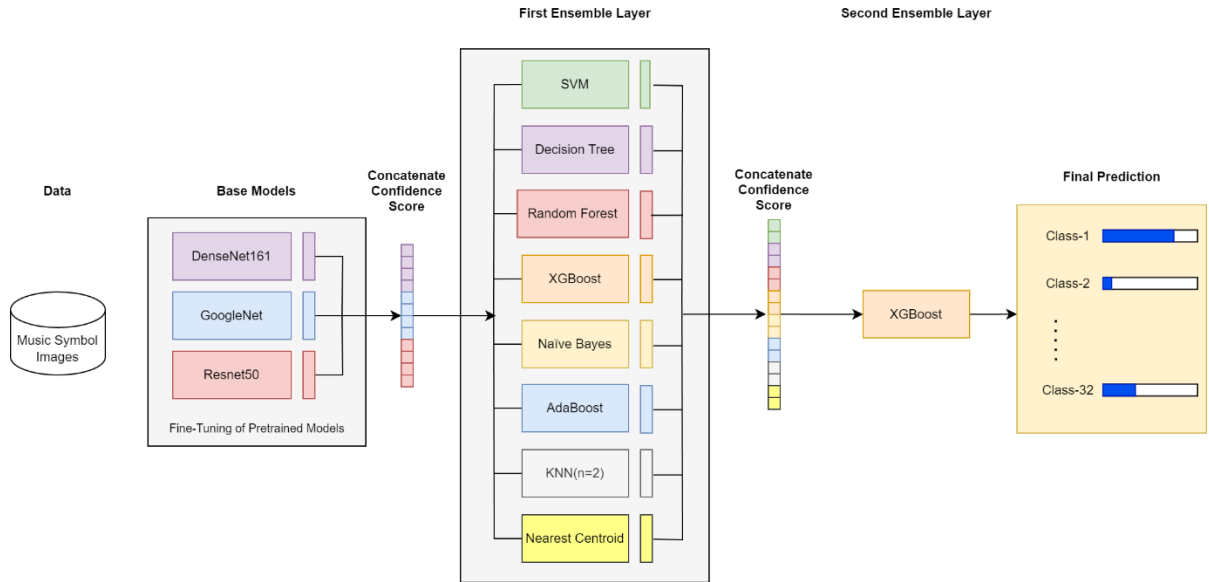 First Ensemble Layer
Second Ensemble Layer
Data
Base Models
Concatenate
Confidence
Score
Concatenate
Confidence
Score
Final Prediction
Music Symbol
Images
DenseNet161
GoogleNet
Resnet50
Fine-Tuning of Pretrained Models
SVM
Decision Tree
Random Forest
XGBoost
Naïve Bayes
AdaBoost
KNN(n=2)
Nearest Centroid
XGBoost
Class-1
Class-2
Class-32